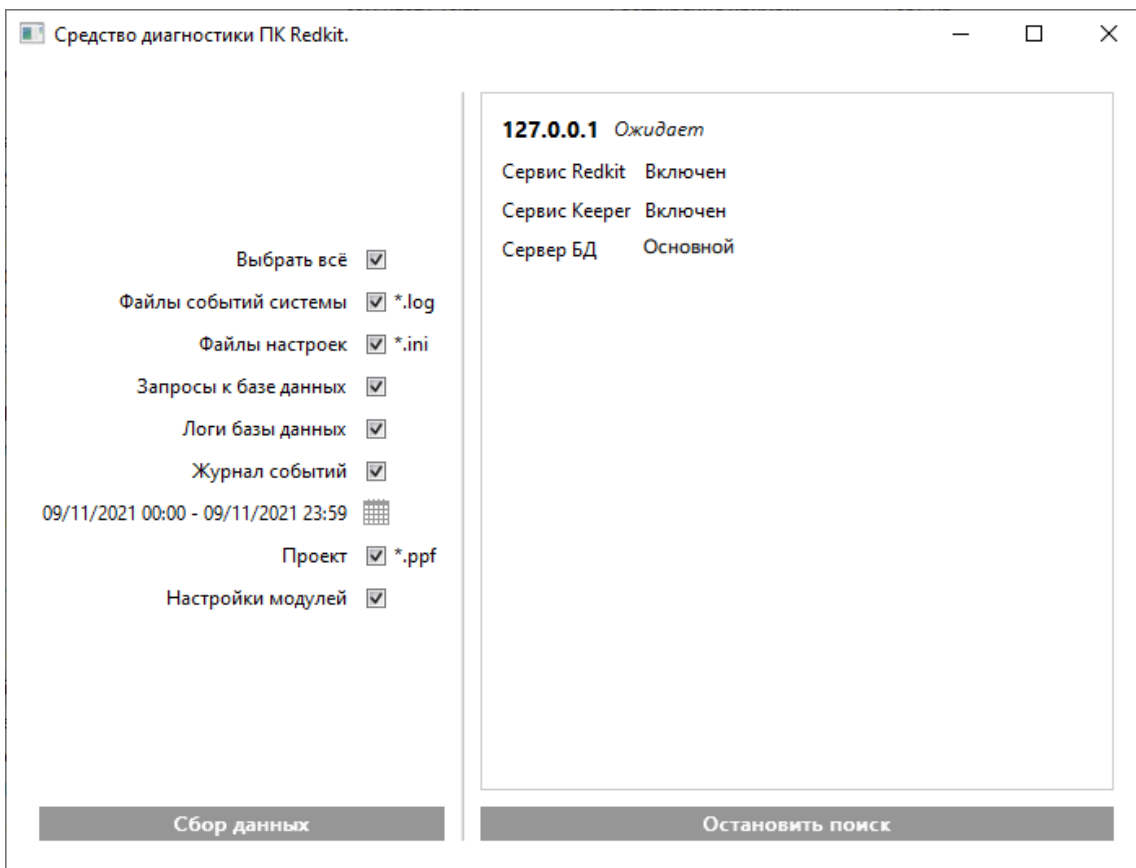 Средство диагностики ПК Redkit.
Выбрать всё
Файлы событий системы *.log
Файлы настроек *.ini
Запросы к базе данных
Логи базы данных
Журнал событий
09/11/2021 00:00 - 09/11/2021 23:59
Проект *.ppf
Настройки модулей
Сбор данных
127.0.0.1 Ожидает
Сервис Redkit Включен
Сервис Keeper Включен
Сервер БД Основной
Остановить поиск